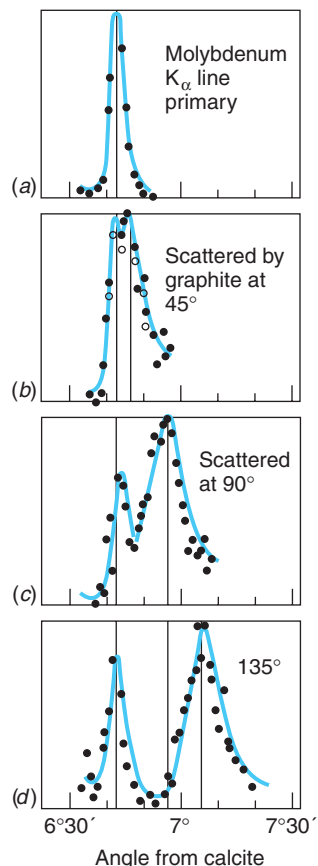 Molybdenum
Kα line
primary
(a)
Scattered by
graphite at
45°
(b)
Scattered
at 90°
(c)
135°
(d)
6°30´ 7° 7°30´
Angle from calcite